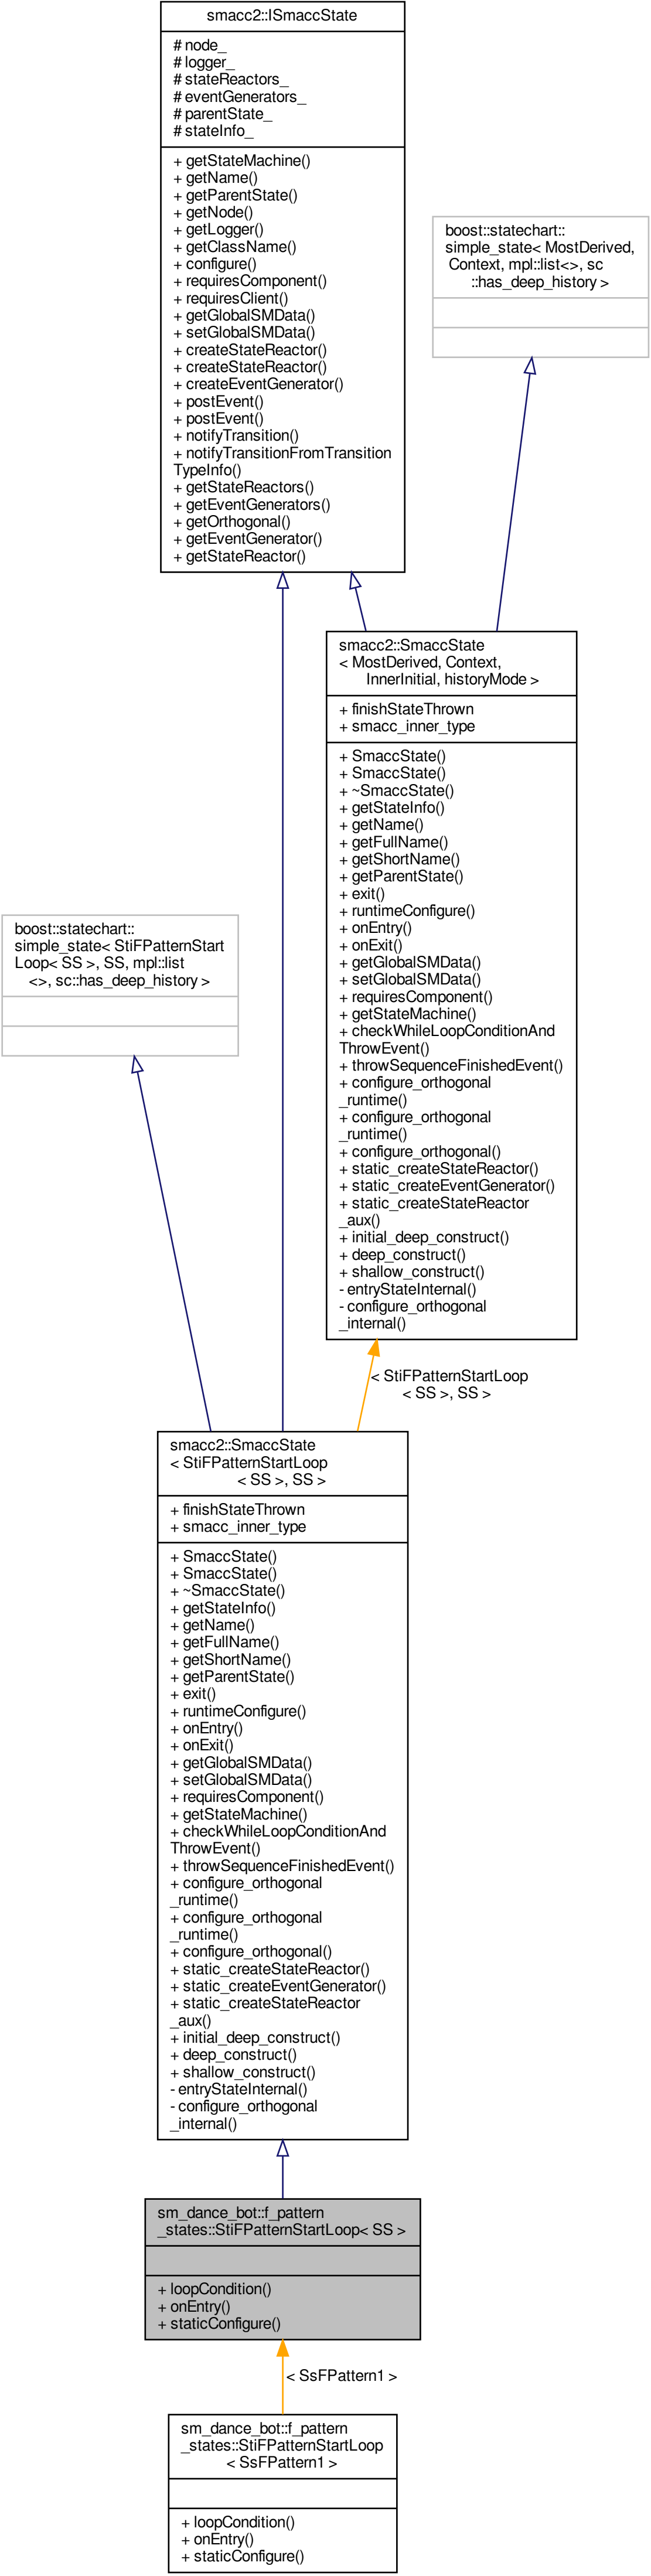 smacc2::ISmaccState
# node_
# logger_
# stateReactors_
# eventGenerators_
# parentState_
# stateInfo_
+ getStateMachine()
+ getName()
+ getParentState()
+ getNode()
+ getLogger()
+ getClassName()
+ configure()
+ requiresComponent()
+ requiresClient()
+ getGlobalSMData()
+ setGlobalSMData()
+ createStateReactor()
+ createStateReactor()
+ createEventGenerator()
+ postEvent()
+ postEvent()
+ notifyTransition()
+ notifyTransitionFromTransition
TypeInfo()
+ getStateReactors()
+ getEventGenerators()
+ getOrthogonal()
+ getEventGenerator()
+ getStateReactor()
boost::statechart::
simple_state< MostDerived,
Context, mpl::list<>, sc
::has_deep_history >
smacc2::SmaccState
< MostDerived, Context,
InnerInitial, historyMode >
+ finishStateThrown
+ smacc_inner_type
+ SmaccState()
+ SmaccState()
+ ~SmaccState()
+ getStateInfo()
+ getName()
+ getFullName()
+ getShortName()
+ getParentState()
+ exit()
+ runtimeConfigure()
+ onEntry()
+ onExit()
+ getGlobalSMData()
+ setGlobalSMData()
+ requiresComponent()
+ getStateMachine()
+ checkWhileLoopConditionAnd
ThrowEvent()
+ throwSequenceFinishedEvent()
+ configure_orthogonal
_runtime()
+ configure_orthogonal
_runtime()
+ configure_orthogonal()
+ static_createStateReactor()
+ static_createEventGenerator()
+ static_createStateReactor
_aux()
+ initial_deep_construct()
+ deep_construct()
+ shallow_construct()
- entryStateInternal()
- configure_orthogonal
_internal()
boost::statechart::
simple_state< StiFPatternStart
Loop< SS >, SS, mpl::list
<>, sc::has_deep_history >
< StiFPatternStartLoop
< SS >, SS >
smacc2::SmaccState
< StiFPatternStartLoop
< SS >, SS >
+ finishStateThrown
+ smacc_inner_type
+ SmaccState()
+ SmaccState()
+ ~SmaccState()
+ getStateInfo()
+ getName()
+ getFullName()
+ getShortName()
+ getParentState()
+ exit()
+ runtimeConfigure()
+ onEntry()
+ onExit()
+ getGlobalSMData()
+ setGlobalSMData()
+ requiresComponent()
+ getStateMachine()
+ checkWhileLoopConditionAnd
ThrowEvent()
+ throwSequenceFinishedEvent()
+ configure_orthogonal
_runtime()
+ configure_orthogonal
_runtime()
+ configure_orthogonal()
+ static_createStateReactor()
+ static_createEventGenerator()
+ static_createStateReactor
_aux()
+ initial_deep_construct()
+ deep_construct()
+ shallow_construct()
- entryStateInternal()
- configure_orthogonal
_internal()
sm_dance_bot::f_pattern
_states::StiFPatternStartLoop< SS >
+ loopCondition()
+ onEntry()
+ staticConfigure()
< SsFPattern1 >
sm_dance_bot::f_pattern
_states::StiFPatternStartLoop
< SsFPattern1 >
+ loopCondition()
+ onEntry()
+ staticConfigure()